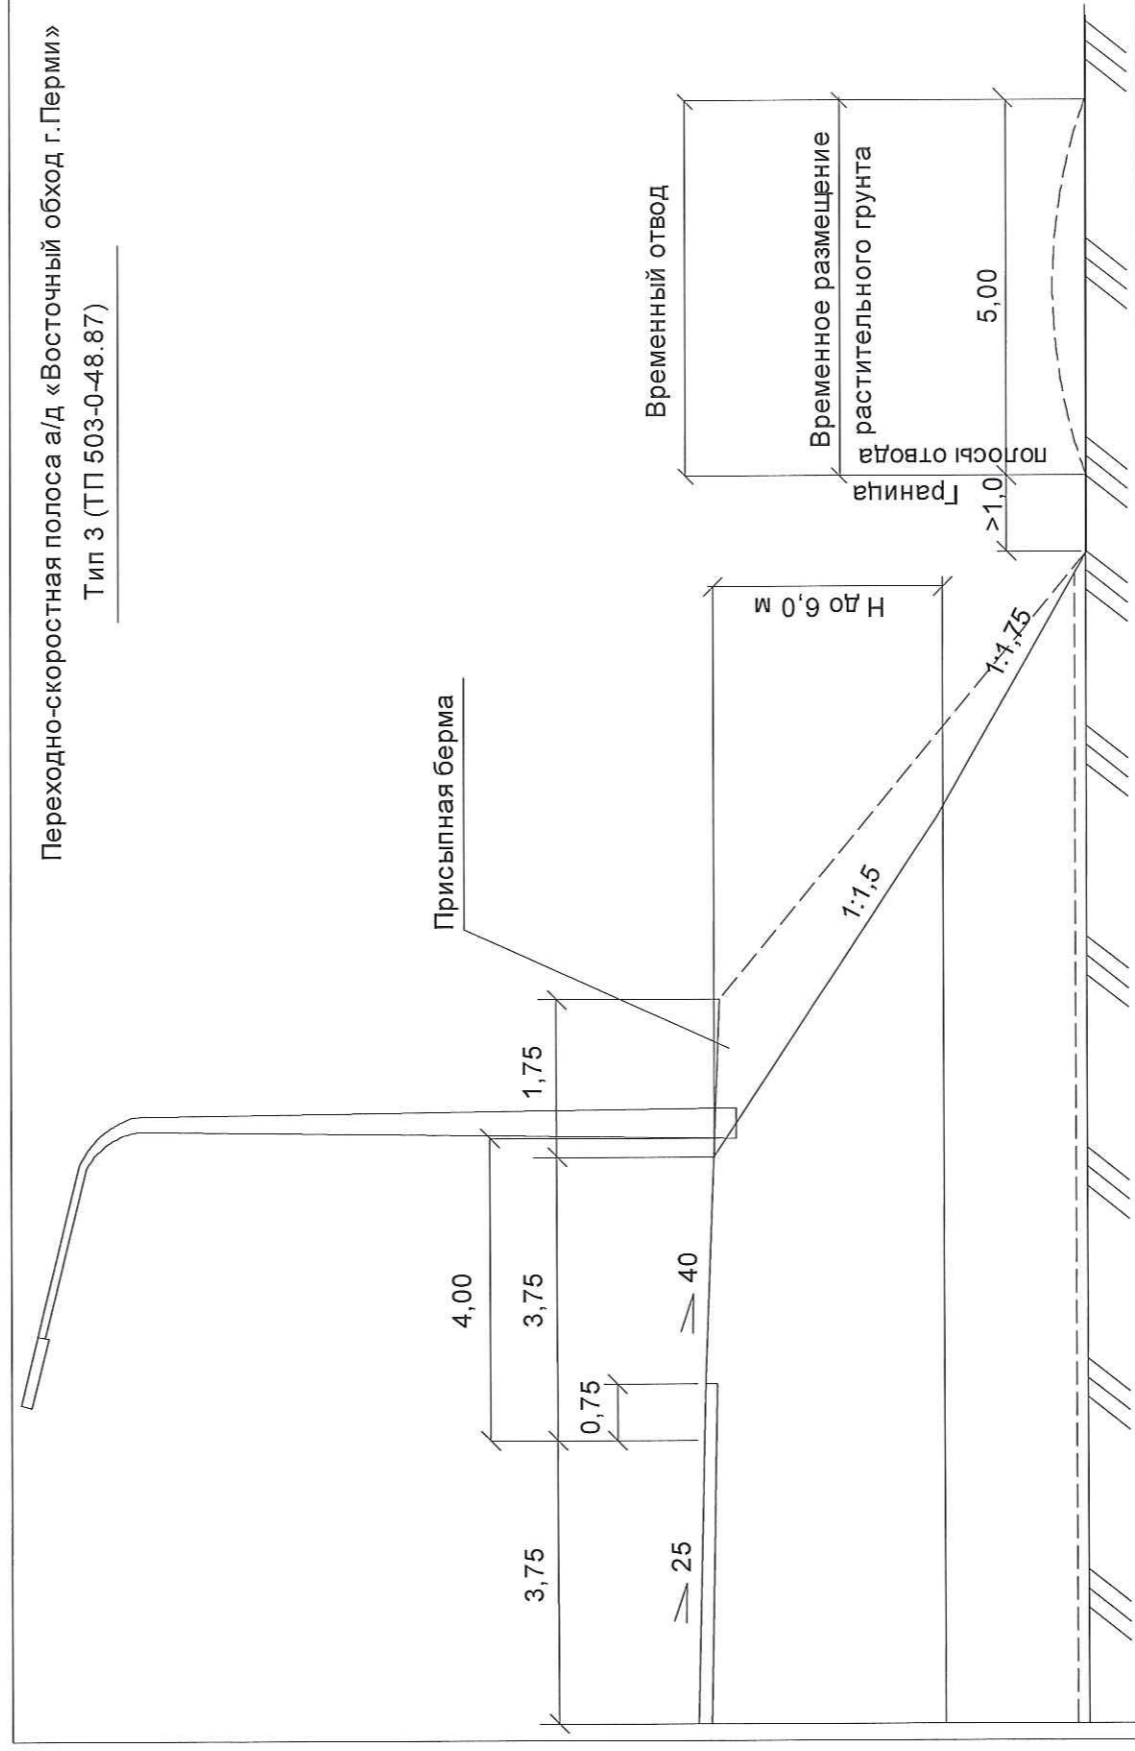 Переходно-скоростная полоса а/д «Восточный обход г.Перми»
Тип 3 (ТП 503-0-48.87)
Временный отвод
Временное размещение
растительного грунта
5,00
Граница
полосы отвода
>1,0
Н до 6,0 м
Присыпная берма
1,75
4,00
3,75
0,75
3,75
40
25
1:1,5
1:1,75